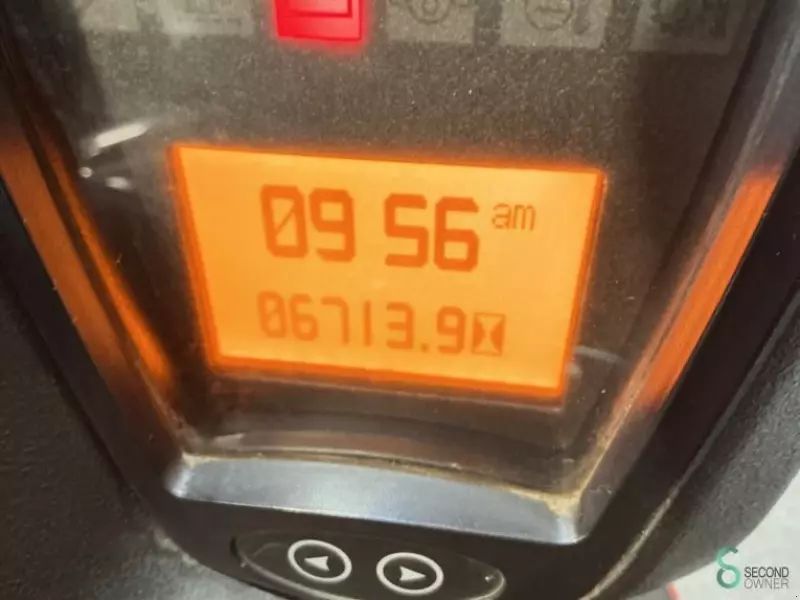 09 56 am
06713.9
SECOND
OWNER